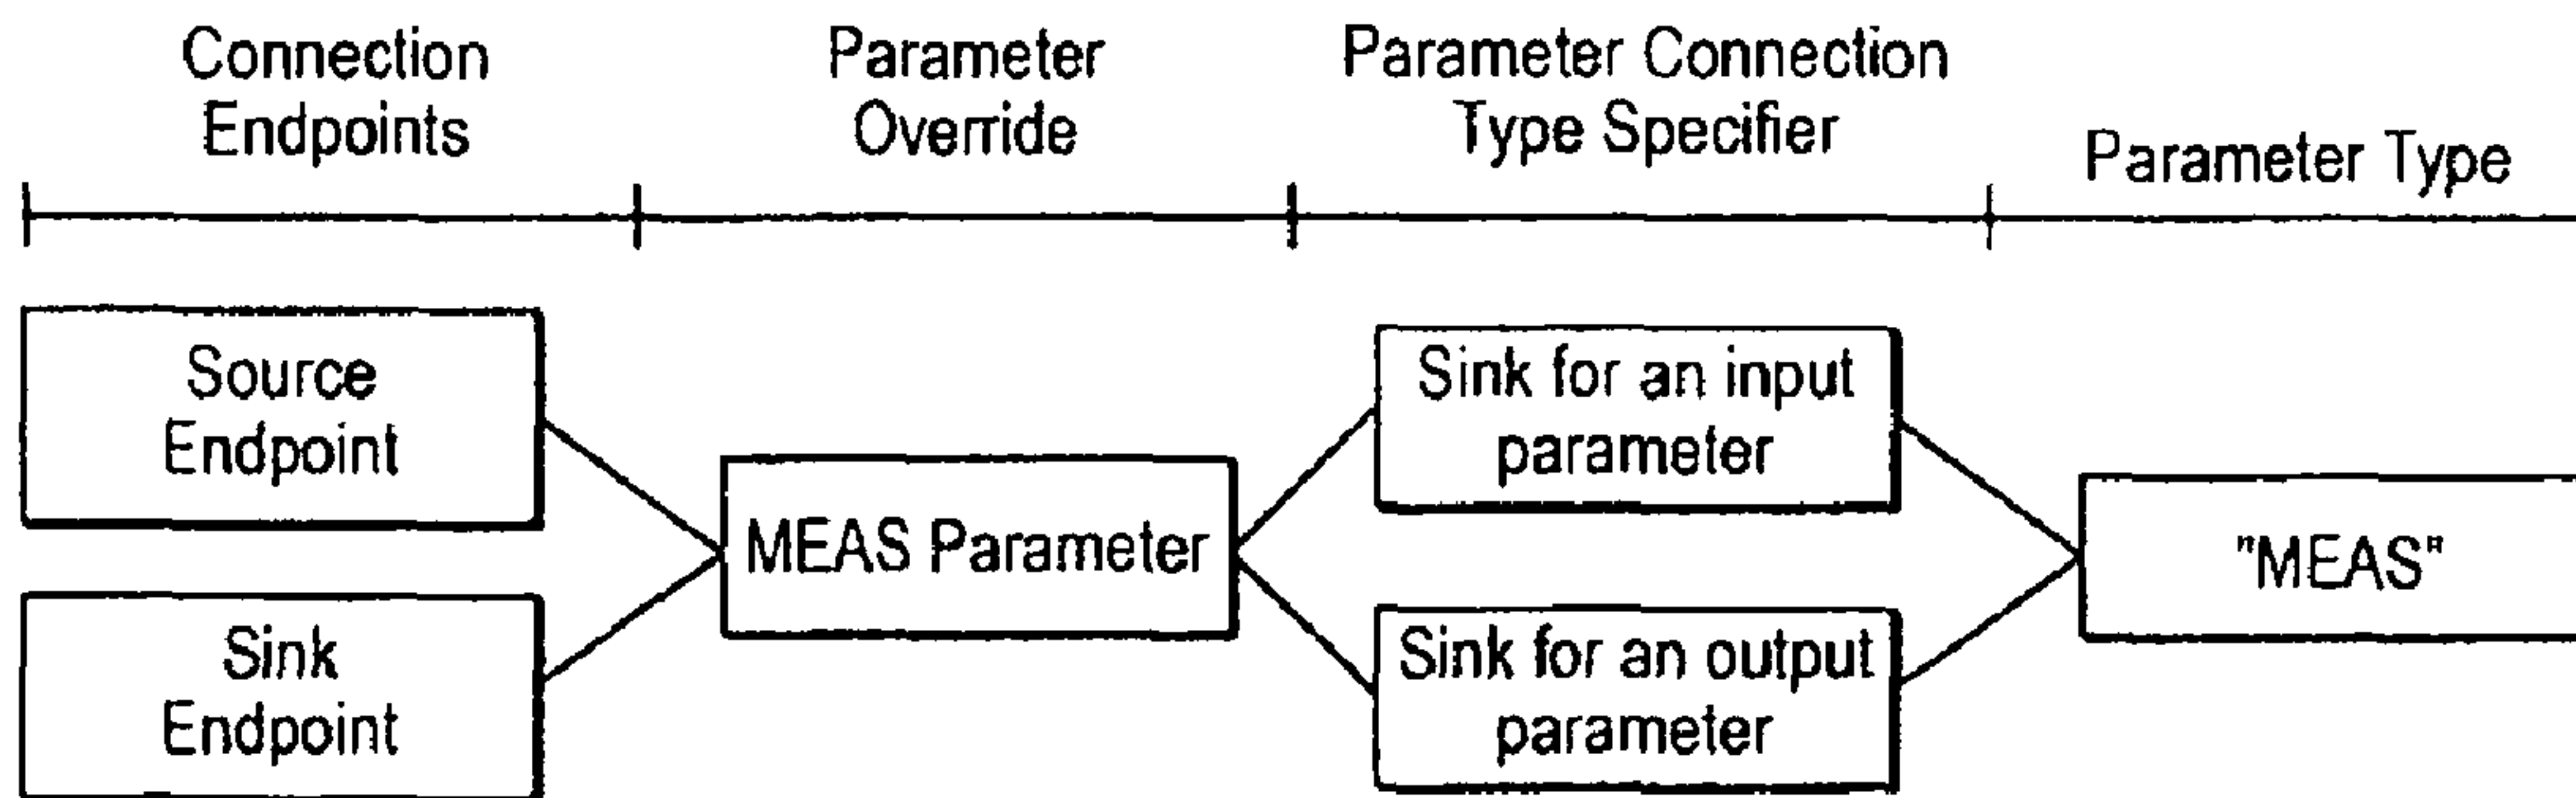 Connection
Endpoints
Parameter
Override
Parameter Connection
Type Specifier
Parameter Type
Source
Endpoint
Sink
Endpoint
MEAS Parameter
Sink for an input
parameter
Sink for an output
parameter
"MEAS"